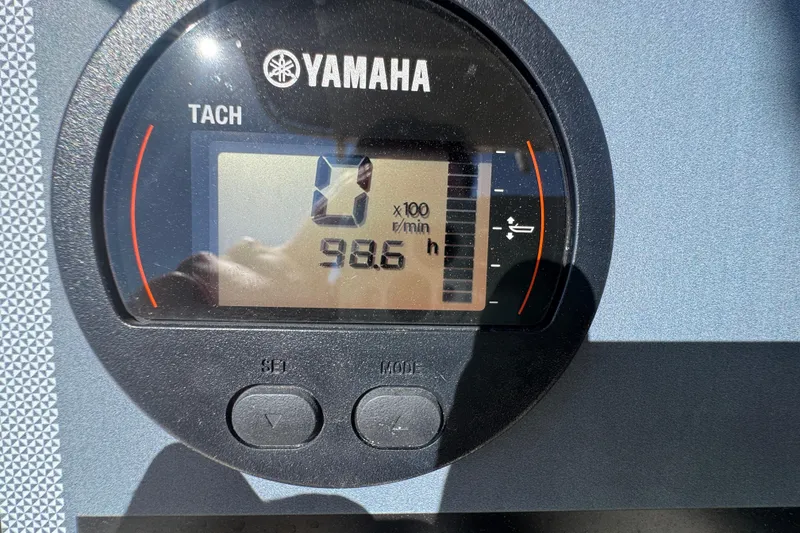 YAMAHA
TACH
0
x100
r/min
98.6 h
SET
MODE